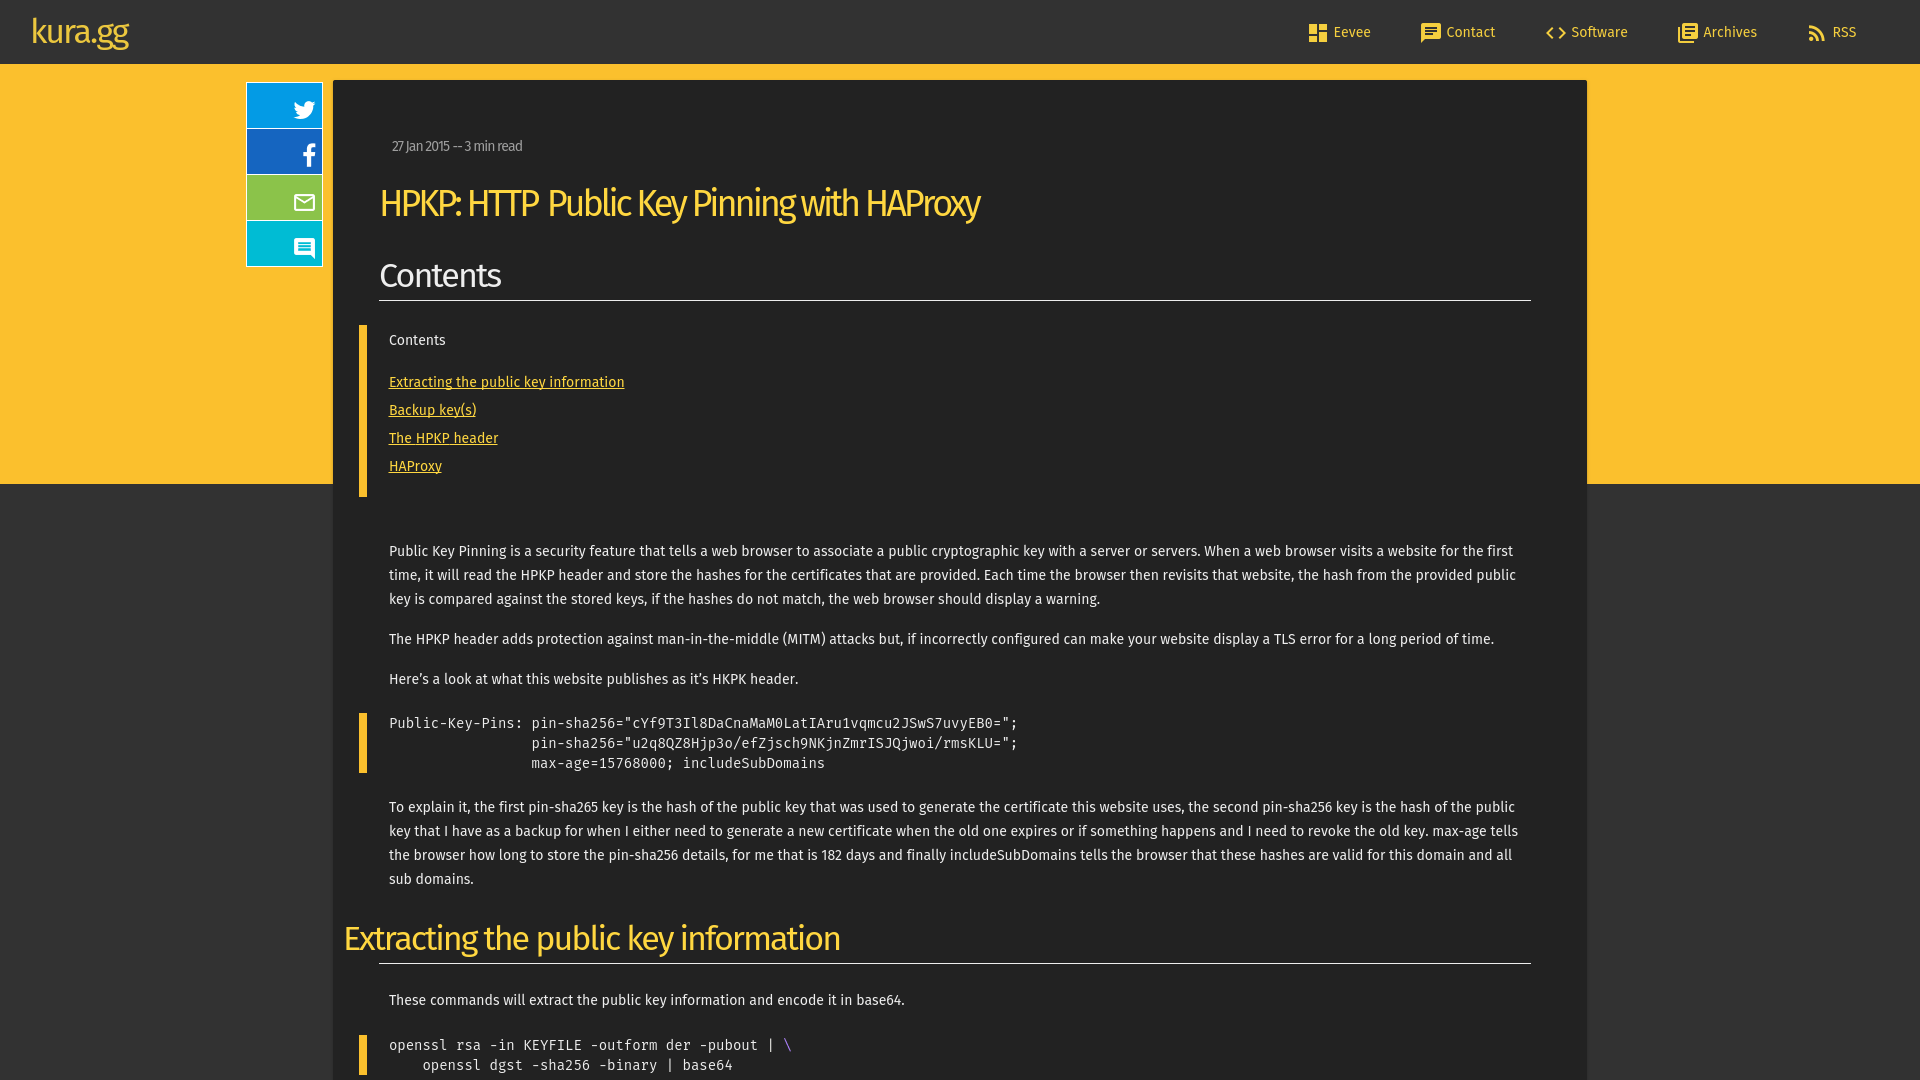 kura.gg
Eevee
Contact
Software
Archives
RSS
27 Jan 2015 -- 3 min read
HPKP: HTTP Public Key Pinning with HAProxy
Contents
Contents
Extracting the public key information
Backup key(s)
The HPKP header
HAProxy
Public Key Pinning is a security feature that tells a web browser to associate a public cryptographic key with a server or servers. When a web browser visits a website for the first
time, it will read the HPKP header and store the hashes for the certificates that are provided. Each time the browser then revisits that website, the hash from the provided public
key is compared against the stored keys, if the hashes do not match, the web browser should display a warning.
The HPKP header adds protection against man-in-the-middle (MITM) attacks but, if incorrectly configured can make your website display a TLS error for a long period of time.
Here’s a look at what this website publishes as it’s HKPK header.
Public-Key-Pins: pin-sha256="cYf9T3Il8DaCnaMaM0LatIAru1vqmcu2JSwS7uvyEB0=";
pin-sha256="u2q8QZ8Hjp3o/efZjsch9NKjnZmrISJQjwoi/rmsKLU=";
max-age=15768000; includeSubDomains
To explain it, the first pin-sha265 key is the hash of the public key that was used to generate the certificate this website uses, the second pin-sha256 key is the hash of the public
key that I have as a backup for when I either need to generate a new certificate when the old one expires or if something happens and I need to revoke the old key. max-age tells
the browser how long to store the pin-sha256 details, for me that is 182 days and finally includeSubDomains tells the browser that these hashes are valid for this domain and all
sub domains.
Extracting the public key information
These commands will extract the public key information and encode it in base64.
openssl rsa -in KEYFILE -outform der -pubout | \
openssl dgst -sha256 -binary | base64